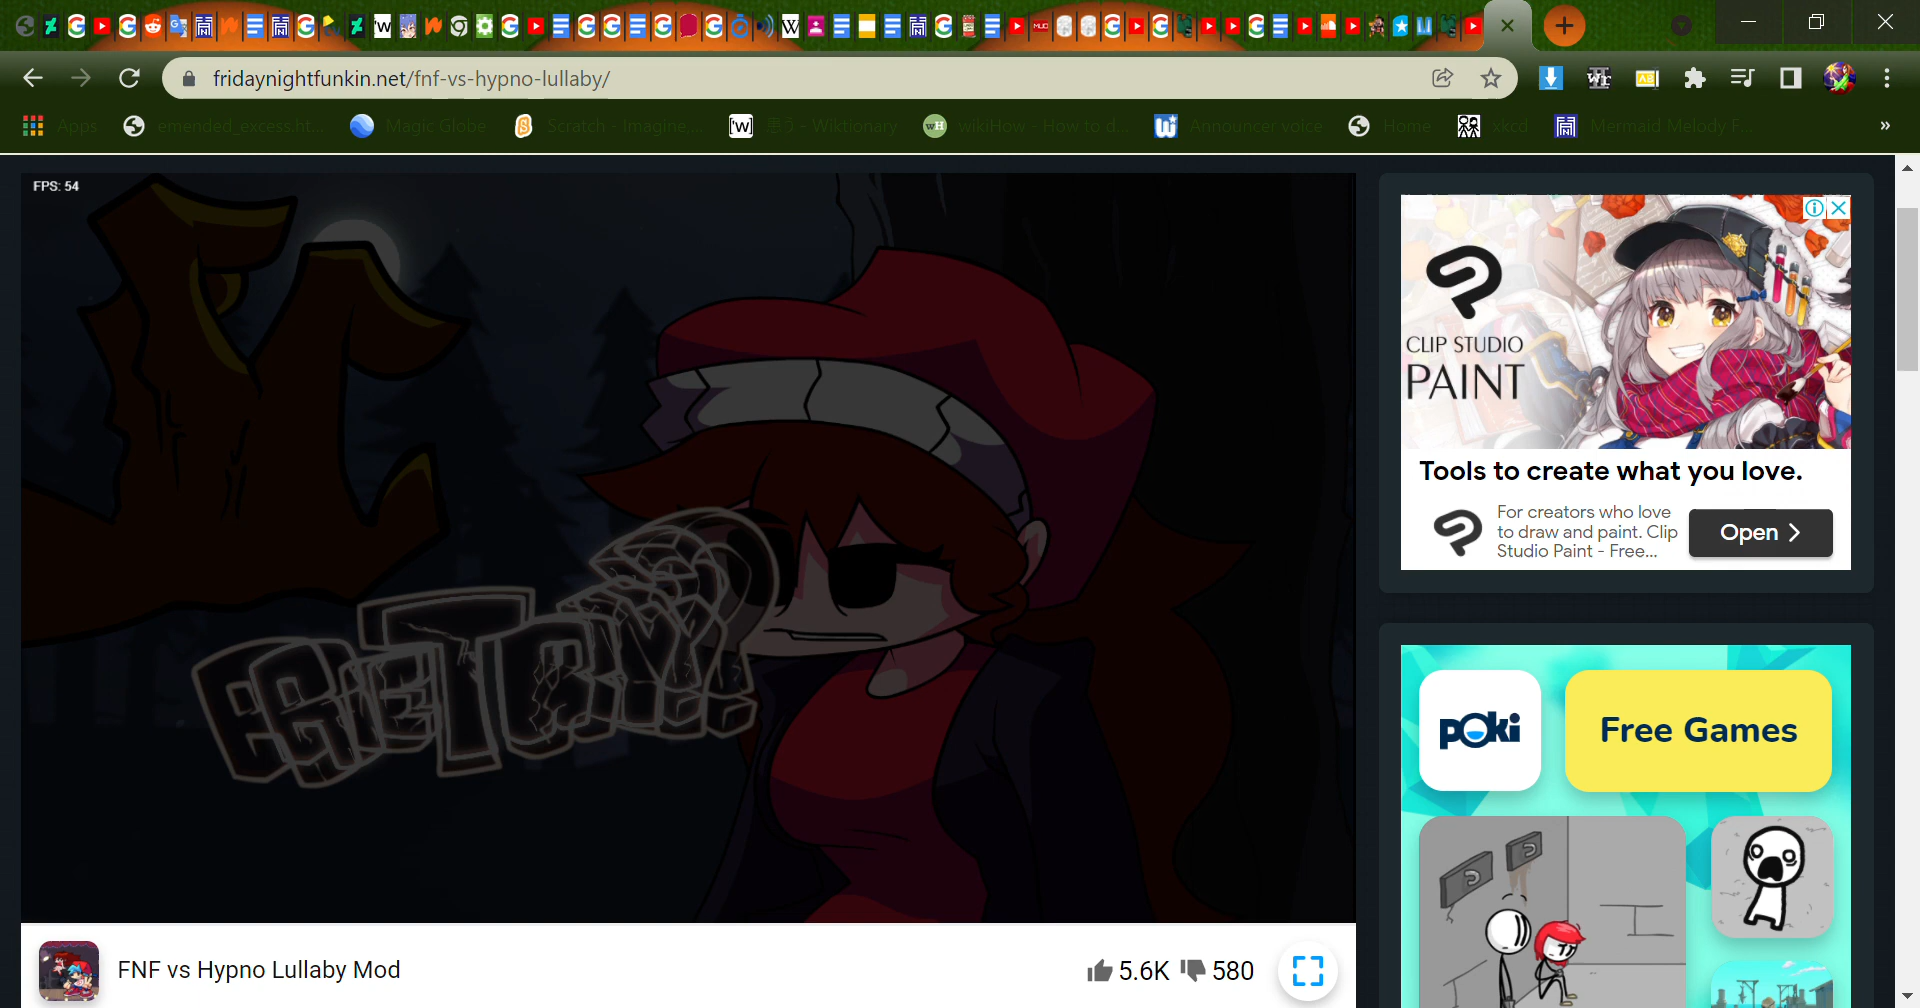 fridaynightfunkin.net/fnf-vs-hypno-lullaby/
Apps
emended_access.ht...
Magic Globe
Scratch - Imagine,...
Wiktionary
wikiHow - How to d...
Announcer voice
Home
xkcd
Mermaid Melody P...
»
FPS: 54
CLIP STUDIO
PAINT
Tools to create what you love.
For creators who love
to draw and paint. Clip
Studio Paint - Free...
Open
poki
Free Games
FNF vs Hypno Lullaby Mod
5.6K
580